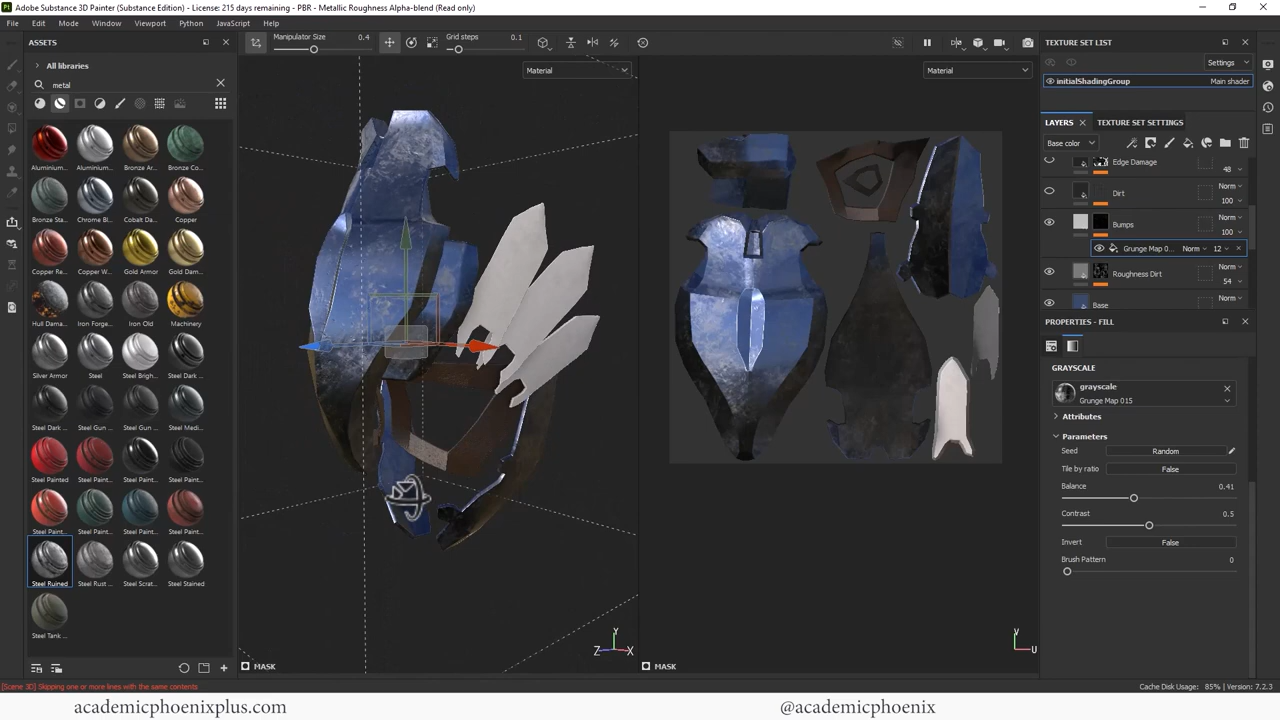 Adobe Substance 3D Painter (Substance Edition) - License: 215 days remaining - PBR - Metallic Roughness Alpha-blend (Read only)
File Edit Mode Window Viewport Python JavaScript Help
ASSETS
All libraries
metal
Aluminium... Aluminium... Bronze Ar... Bronze Co...
Bronze Sta... Chrome Bl... Cobalt Da... Copper
Copper Re... Copper W... Gold Armor Gold Dam...
Hull Dama... Iron Forge... Iron Old Machinery
Silver Armor Steel Steel Brigh... Steel Dark ...
Steel Dark... Steel Gun ... Steel Gun ... Steel Medi...
Steel Painted Steel Paint... Steel Paint... Steel Paint...
Steel Paint... Steel Paint... Steel Paint... Steel Paint...
Steel Ruined Steel Rust ... Steel Scrat... Steel Stained
Steel Tank ...
Manipulator Size 0.4
Grid steps 0.1
Material
Y
Z X
MASK
Material
V
U
MASK
TEXTURE SET LIST
Settings
initialShadingGroup Main shader
LAYERS TEXTURE SET SETTINGS
Base color
Edge Damage 48
Dirt Norm 100
Bumps Norm 100
Grunge Map 0... Norm 12
Roughness Dirt Norm 54
Base Norm
PROPERTIES - FILL
GRAYSCALE
grayscale
Grunge Map 015
Attributes
Parameters
Seed Random
Tile by ratio False
Balance 0.41
Contrast 0.5
Invert False
Brush Pattern 0
[Scene 3D] Skipping one or more lines with the same contents
Cache Disk Usage: 85% | Version: 7.2.3
academicphoenixplus.com
@academicphoenix